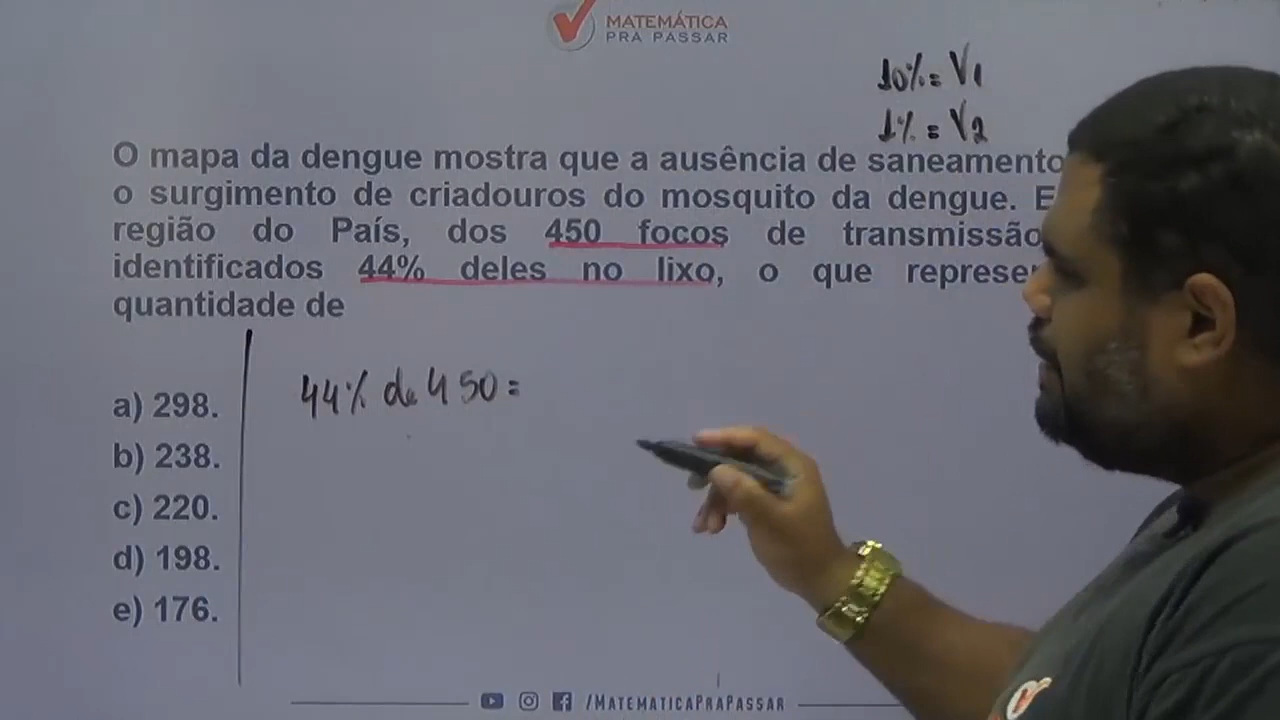 MATEMÁTICA
PRA PASSAR
10% = V1
1% = V2
O mapa da dengue mostra que a ausência de saneamento
o surgimento de criadouros do mosquito da dengue. E
região do País, dos 450 focos de transmissão
identificados 44% deles no lixo, o que represe
quantidade de
a) 298.
b) 238.
c) 220.
d) 198.
e) 176.
44% de 450 =
/MATEMATICAPRAPASSAR